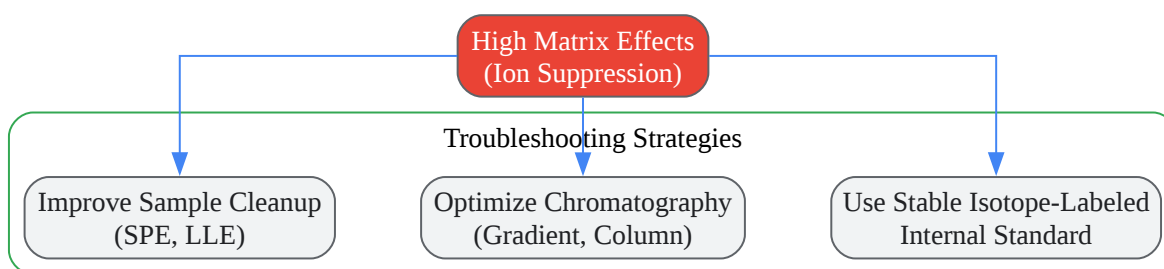 High Matrix Effects
(Ion Suppression)
Troubleshooting Strategies
Improve Sample Cleanup
(SPE, LLE)
Optimize Chromatography
(Gradient, Column)
Use Stable Isotope-Labeled
Internal Standard